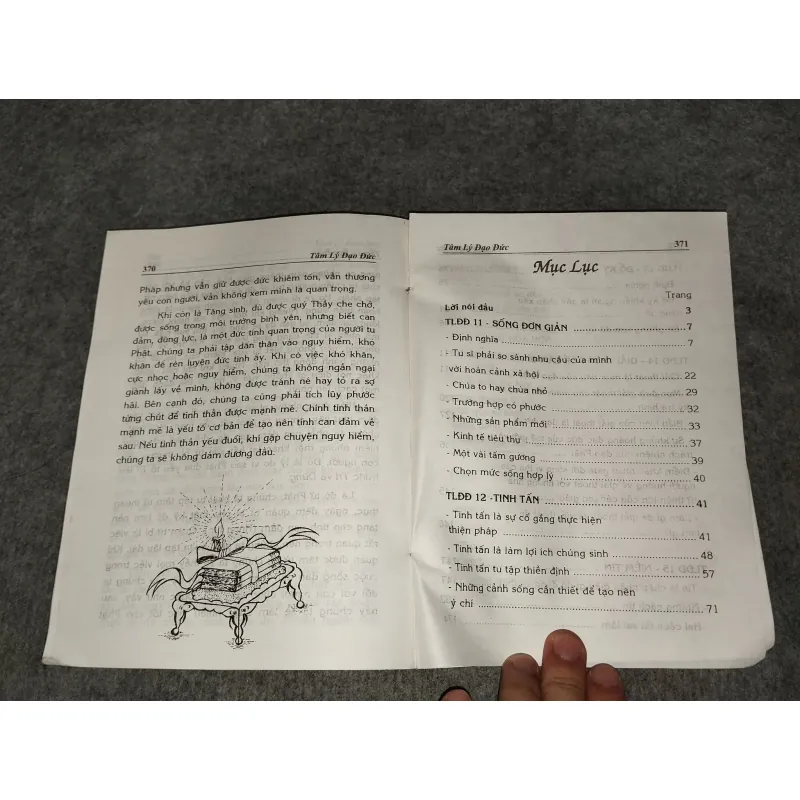 370
Tâm Lý Đạo Đức
Pháp nhưng vẫn giữ được đức khiêm tốn, vẫn thương
yêu con người, vẫn không xem mình là quan trọng.
Khi còn là Tăng sinh, dù được quý Thầy che chở,
được sống trong môi trường bình yên, nhưng biết can
đảm, dũng lực, là một đức tính quan trọng của người tu
Phật, chúng ta phải tập dấn thân vào nguy hiểm, khó
khăn để rèn luyện đức tính ấy. Khi có việc khó khăn,
cực nhọc hoặc nguy hiểm, chúng ta không ngần ngại
giành lấy về mình, không được tránh né hay tỏ ra sợ
hãi. Bên cạnh đó, chúng ta cũng phải tích lũy phước
từng chút để tinh thần được mạnh mẽ. Chính tinh thần
mạnh mẽ là yếu tố cơ bản để tạo nên tính can đảm về
sau. Nếu tinh thần yếu đuối, khi gặp chuyện nguy hiểm,
chúng ta sẽ không dám đương đầu.
Tâm Lý Đạo Đức
371
Mục Lục
Trang
Lời nói đầu 3
TLĐĐ 11 - SỐNG ĐƠN GIẢN ........................... 7
- Định nghĩa ........................... 7
- Tu sĩ phải so sánh nhu cầu của mình
với hoàn cảnh xã hội ........................... 22
- Chúa to hay chùa nhỏ ........................... 29
- Trường hợp có phước ........................... 32
- Những sản phẩm mới ........................... 33
- Kinh tế tiêu thụ ........................... 37
- Một vài tấm gương ........................... 39
- Chọn mức sống hợp lý ........................... 40
TLĐĐ 12 -TINH TẤN ........................... 41
- Tinh tấn là sự cố gắng thực hiện
thiện pháp ........................... 41
- Tinh tấn là làm lợi ích chúng sinh ........................... 48
- Tinh tấn tu tập thiền định ........................... 57
- Những cảnh sống cần thiết để tạo nên
ý chí ........................... 71